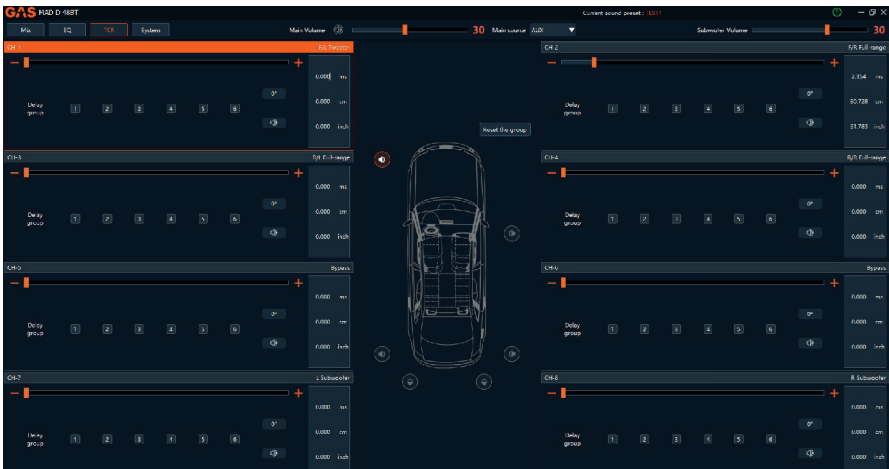 GAS MAD D-48BT
Current sound preset : TEST1
Mix EQ TCR System
Main Volume 30 Main source AUX
Subwoofer Volume 30
CH-1 F/L Tweeter
0.000 ms
Delay group 1 2 3 4 5 6
0°
0.000 cm
0.000 inch
CH-2 F/R Full range
2.354 ms
Delay group 1 2 3 4 5 6
0°
80.728 cm
31.783 inch
Reset the group
CH-3 R/L Full-range
0.000 ms
Delay group 1 2 3 4 5 6
0°
0.000 cm
0.000 inch
CH-4 R/R Full-range
0.000 ms
Delay group 1 2 3 4 5 6
0°
0.000 cm
0.000 inch
CH-5 Bypass
0.000 ms
Delay group 1 2 3 4 5 6
0°
0.000 cm
0.000 inch
CH-6 Bypass
0.000 ms
Delay group 1 2 3 4 5 6
0°
0.000 cm
0.000 inch
CH-7 L Subwoofer
0.000 ms
Delay group 1 2 3 4 5 6
0°
0.000 cm
0.000 inch
CH-8 R Subwoofer
0.000 ms
Delay group 1 2 3 4 5 6
0°
0.000 cm
0.000 inch